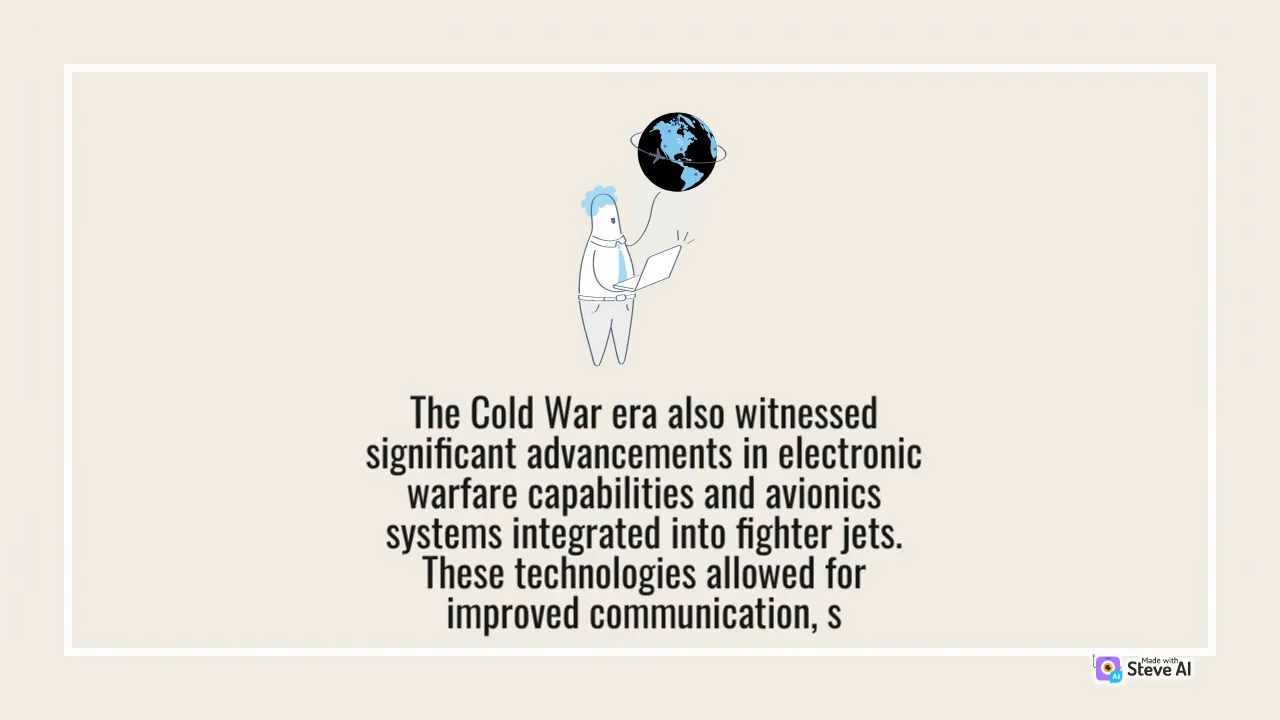 The Cold War era also witnessed
significant advancements in electronic
warfare capabilities and avionics
systems integrated into fighter jets.
These technologies allowed for
improved communication, s
Made with
Steve AI
AI